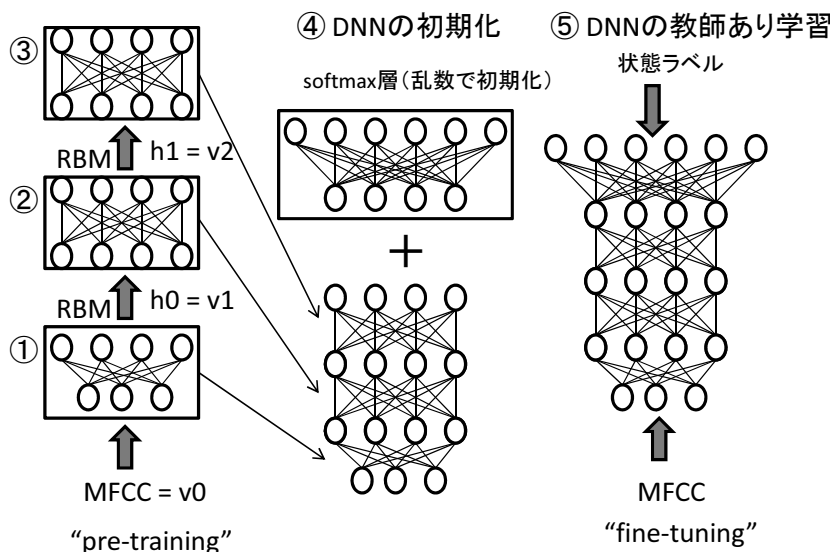 ③
RBM
h1 = v2
②
RBM
h0 = v1
①
MFCC = v0
“pre-training”
④ DNNの初期化
softmax層（乱数で初期化）
+
⑤ DNNの教師あり学習
状態ラベル
MFCC
“fine-tuning”